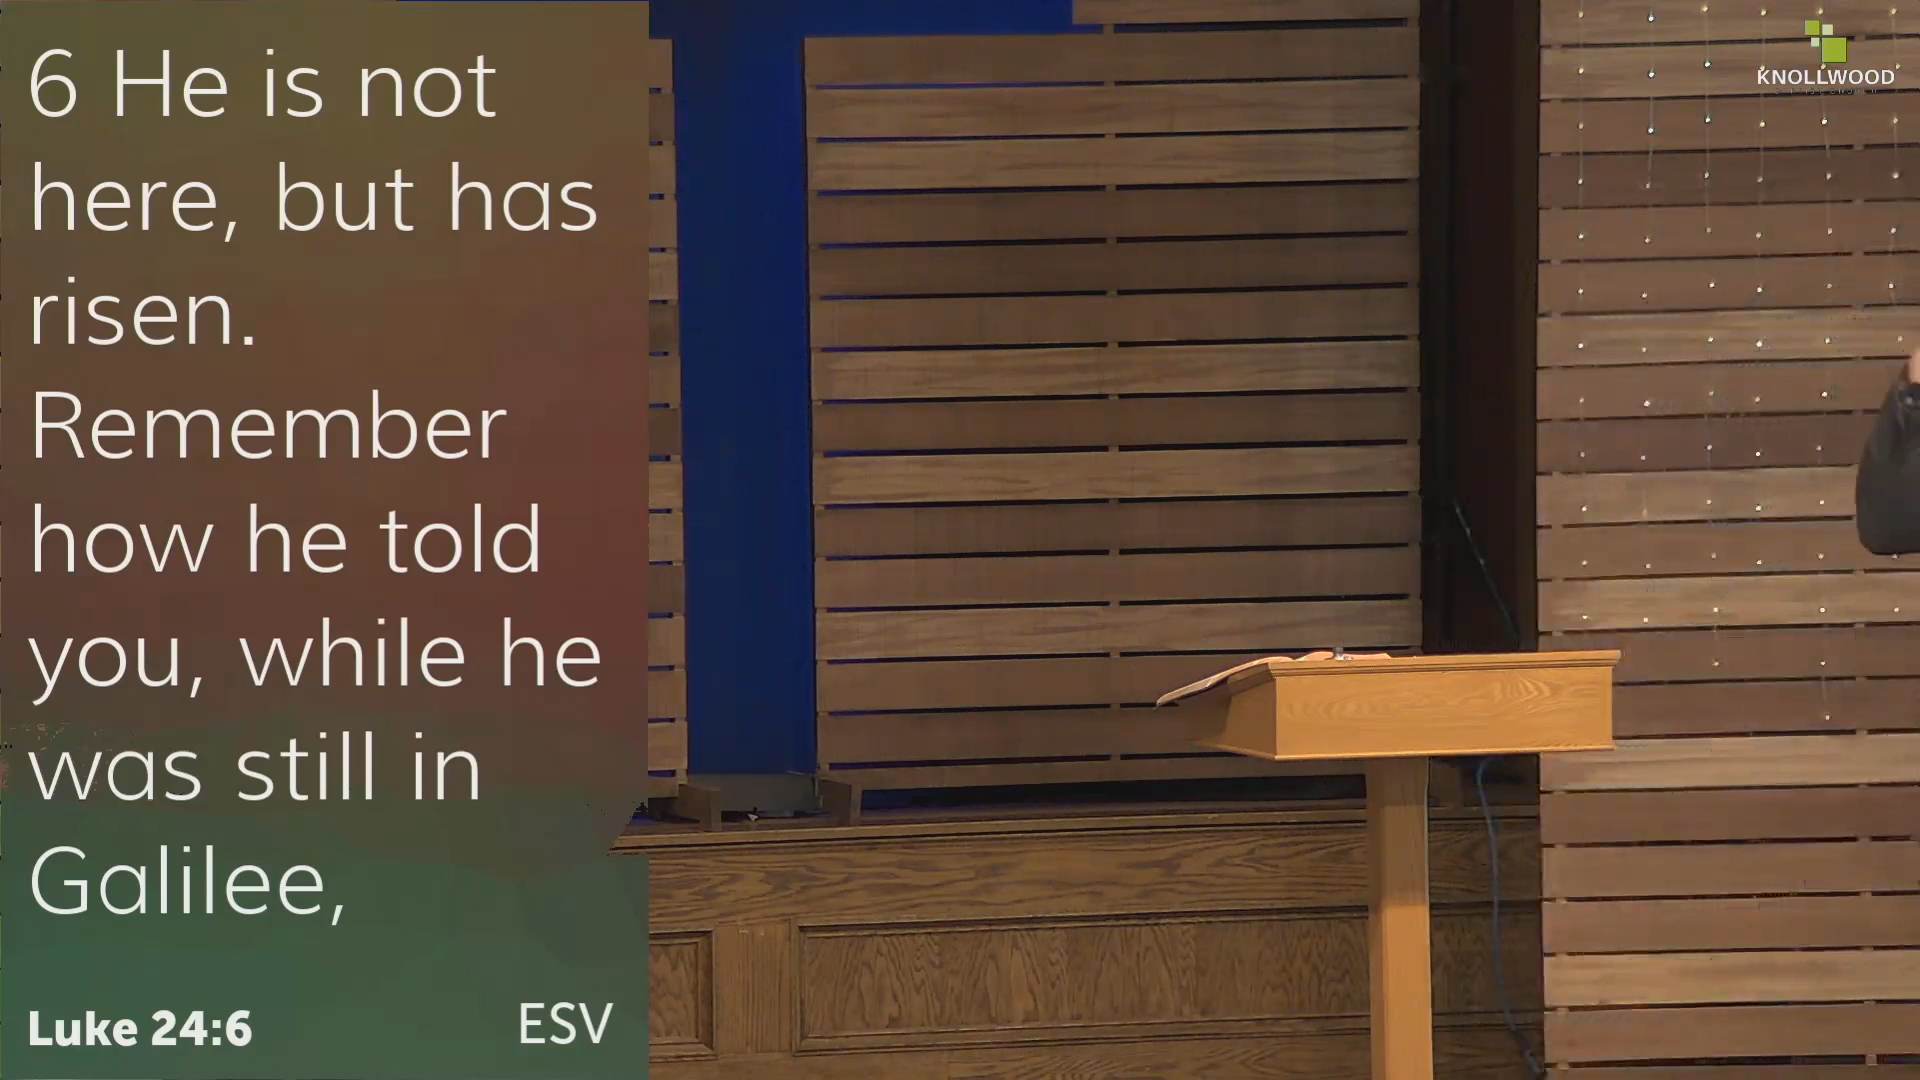 6 He is not
here, but has
risen.
Remember
how he told
you, while he
was still in
Galilee,
Luke 24:6
ESV
KNOLLWOOD